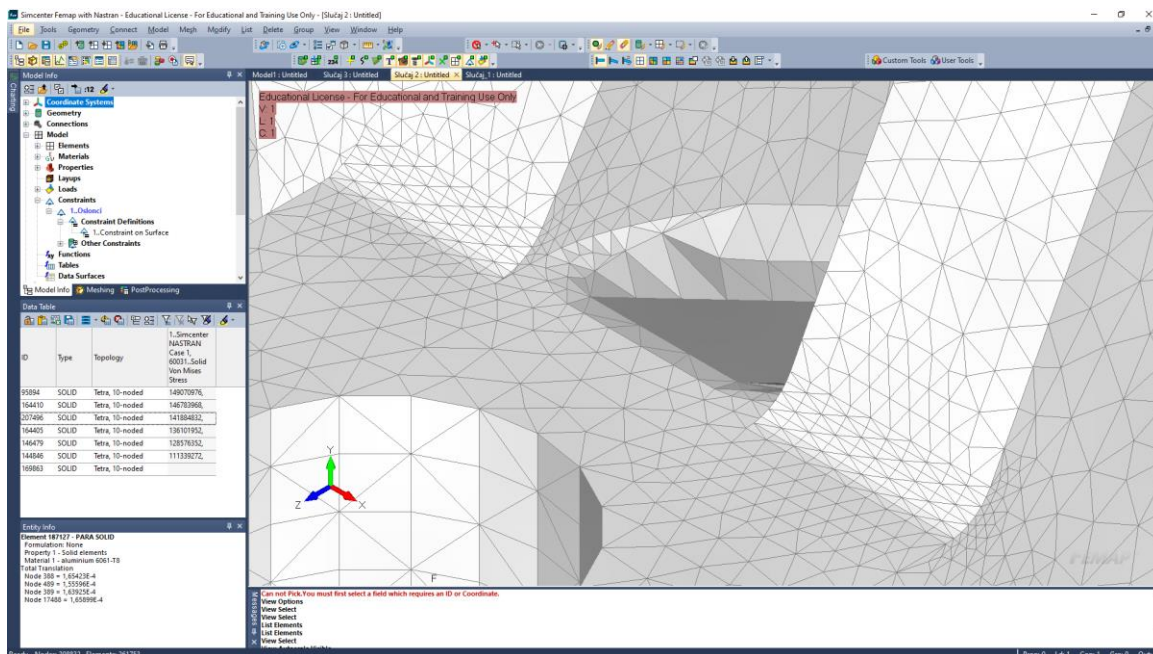 Simcenter Femap with Nastran - Educational License - For Educational and Training Use Only - [Slučaj 2 : Untitled]
File Tools Geometry Connect Model Mesh Modify List Delete Group View Window Help
Custom Tools User Tools
Model Info
Model1 : Untitled Slučaj 3 : Untitled Slučaj 2 : Untitled Slučaj_1 : Untitled
Charting
Coordinate Systems
Geometry
Connections
Model
Elements
Materials
Properties
Layups
Loads
Constraints
1..Oslonci
Constraint Definitions
1..Constraint on Surface
Other Constraints
Functions
Tables
Data Surfaces
Model Info Meshing PostProcessing
Educational License - For Educational and Training Use Only
V: 1
L: 1
C: 1
Data Table
ID Type Topology 1..Simcenter NASTRAN Case 1, 60031..Solid Von Mises Stress
95894 SOLID Tetra, 10-noded 149070976,
164410 SOLID Tetra, 10-noded 146783968,
207496 SOLID Tetra, 10-noded 141884832,
164405 SOLID Tetra, 10-noded 136101952,
146479 SOLID Tetra, 10-noded 128576352,
144846 SOLID Tetra, 10-noded 111339272,
169863 SOLID Tetra, 10-noded
Y
Z
X
F
FEMAP
Entity Info
Element 187127 - PARA SOLID
Formulation: None
Property 1 - Solid elements
Material 1 - aluminium 6061-T8
Total Translation
Node 388 = 1,65423E-4
Node 489 = 1,55596E-4
Node 389 = 1,63925E-4
Node 17488 = 1,65899E-4
Messages
Can not Pick.You must first select a field which requires an ID or Coordinate.
View Options
View Select
View Select
List Elements
List Elements
View Select